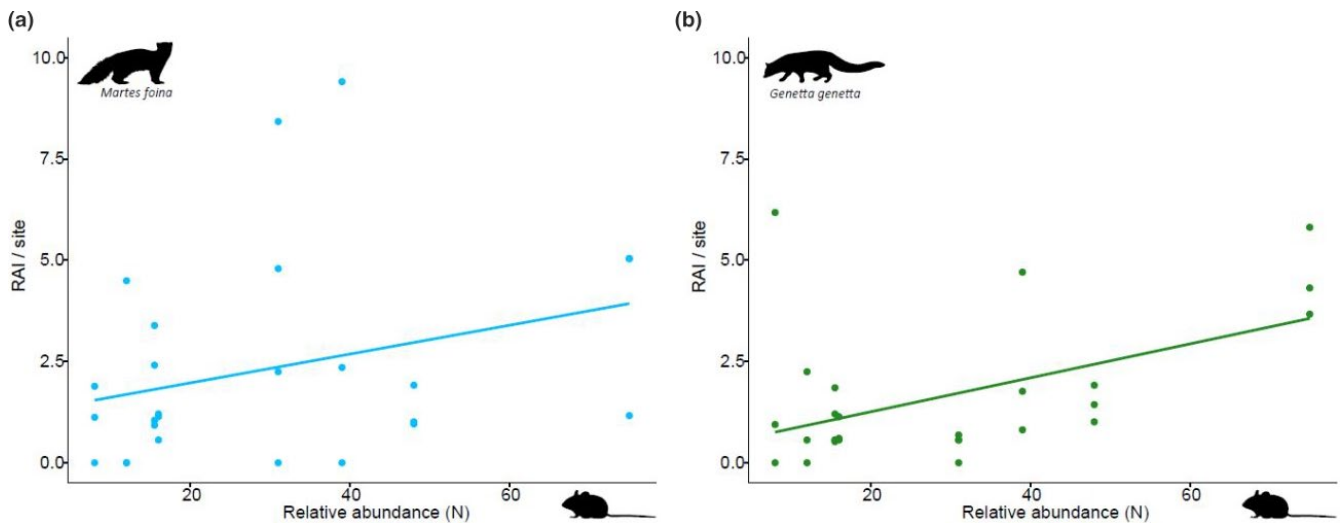 (a)
10.0
Martes foina
7.5
RAI / site
5.0
2.5
0.0
20 40 60
Relative abundance (N)
(b)
10.0
Genetta genetta
7.5
RAI / site
5.0
2.5
0.0
20 40 60
Relative abundance (N)